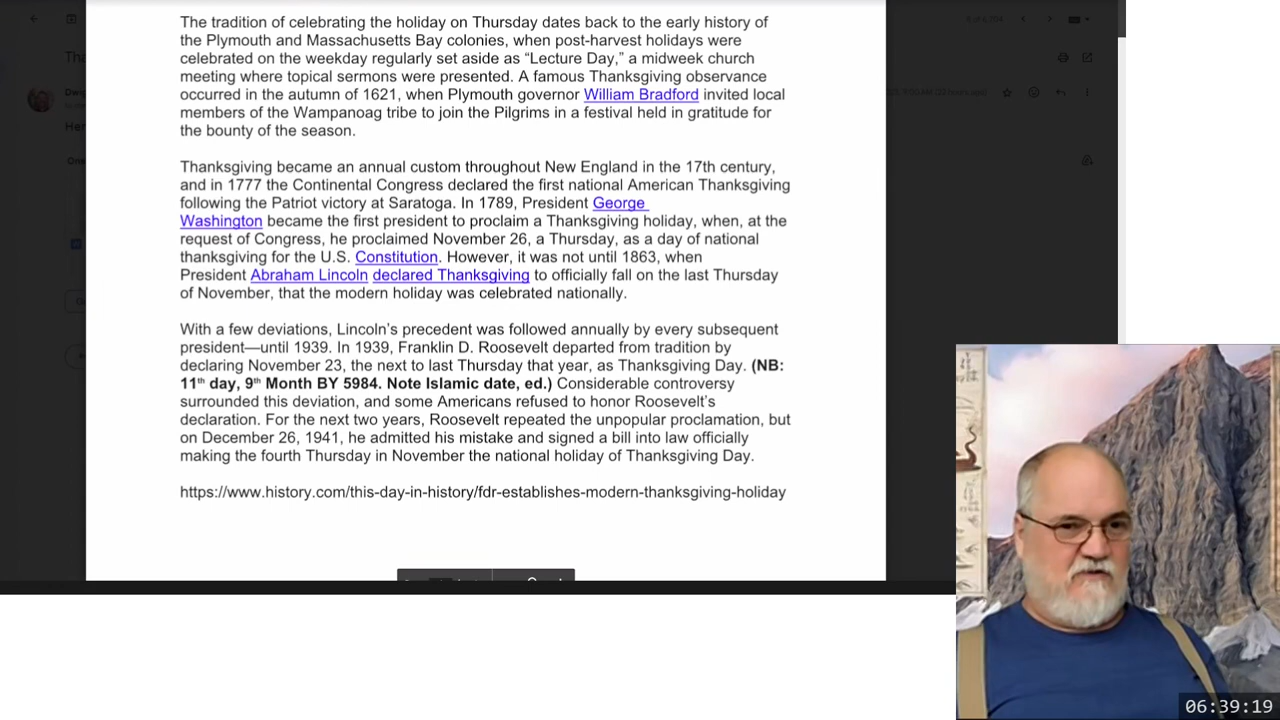 The tradition of celebrating the holiday on Thursday dates back to the early history of
the Plymouth and Massachusetts Bay colonies, when post-harvest holidays were
celebrated on the weekday regularly set aside as “Lecture Day,” a midweek church
meeting where topical sermons were presented. A famous Thanksgiving observance
occurred in the autumn of 1621, when Plymouth governor William Bradford invited local
members of the Wampanoag tribe to join the Pilgrims in a festival held in gratitude for
the bounty of the season.
Thanksgiving became an annual custom throughout New England in the 17th century,
and in 1777 the Continental Congress declared the first national American Thanksgiving
following the Patriot victory at Saratoga. In 1789, President George
Washington became the first president to proclaim a Thanksgiving holiday, when, at the
request of Congress, he proclaimed November 26, a Thursday, as a day of national
thanksgiving for the U.S. Constitution. However, it was not until 1863, when
President Abraham Lincoln declared Thanksgiving to officially fall on the last Thursday
of November, that the modern holiday was celebrated nationally.
With a few deviations, Lincoln’s precedent was followed annually by every subsequent
president—until 1939. In 1939, Franklin D. Roosevelt departed from tradition by
declaring November 23, the next to last Thursday that year, as Thanksgiving Day. (NB:
11th day, 9th Month BY 5984. Note Islamic date, ed.) Considerable controversy
surrounded this deviation, and some Americans refused to honor Roosevelt’s
declaration. For the next two years, Roosevelt repeated the unpopular proclamation, but
on December 26, 1941, he admitted his mistake and signed a bill into law officially
making the fourth Thursday in November the national holiday of Thanksgiving Day.
https://www.history.com/this-day-in-history/fdr-establishes-modern-thanksgiving-holiday
06:39:19